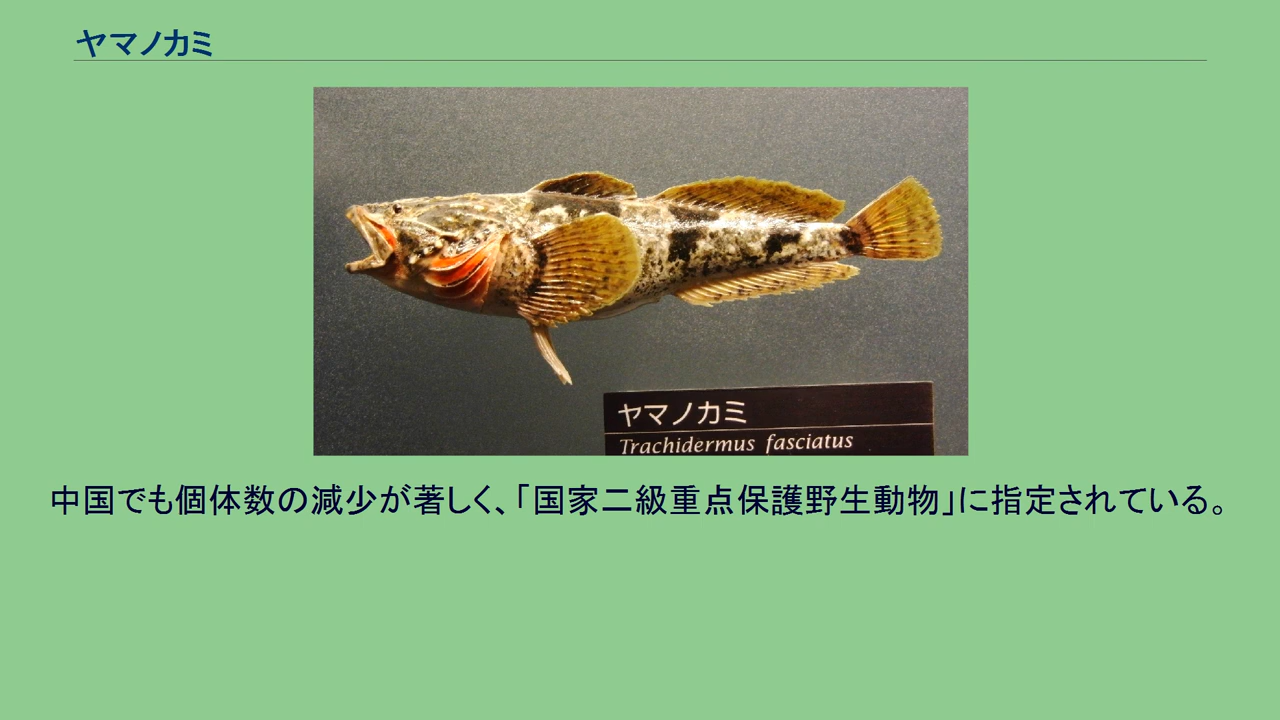 ヤマノカミ
ヤマノカミ
Trachidermus fasciatus
中国でも個体数の減少が著しく、「国家二級重点保護野生動物」に指定されている。